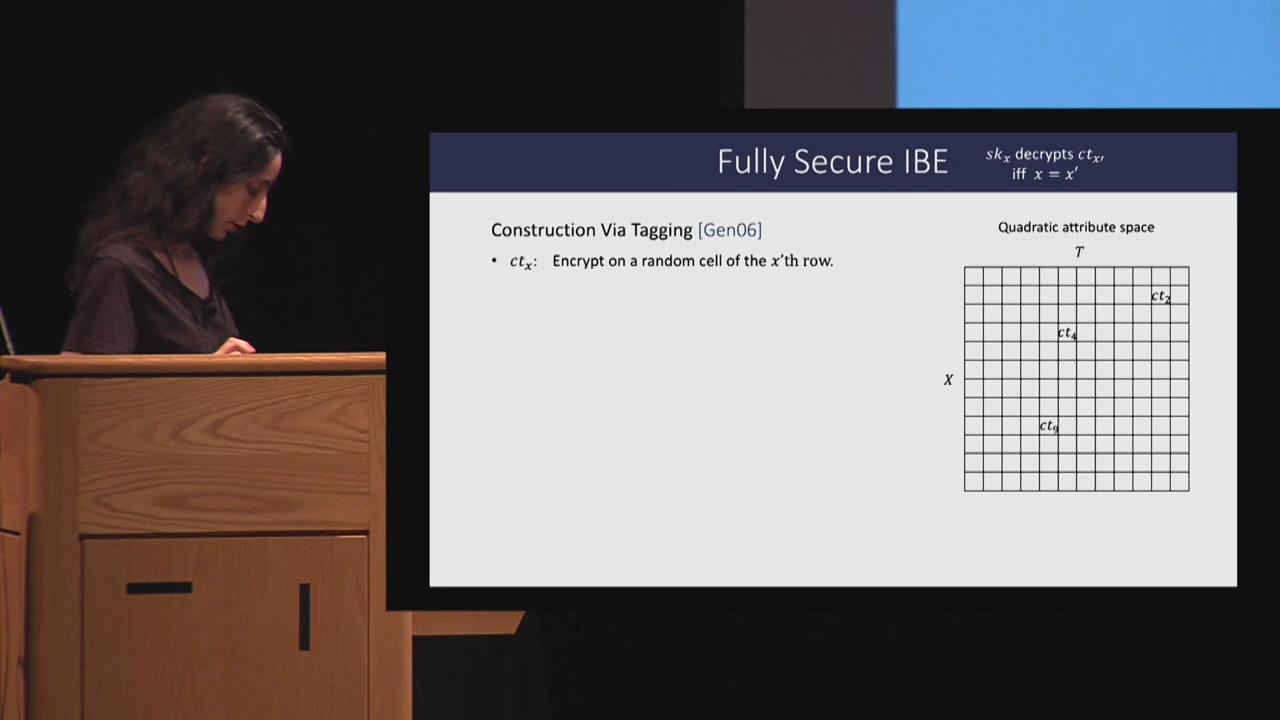 Fully Secure IBE
sk_x decrypts ct_x′
iff x = x′
Construction Via Tagging [Gen06]
• ct_x: Encrypt on a random cell of the x'th row.
Quadratic attribute space
T
ct_2
ct_4
X
ct_9